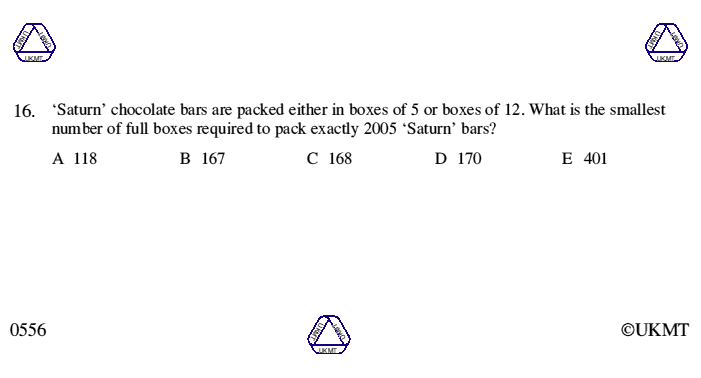 UKMT UKMT UKMT
UKMT UKMT UKMT
16. ‘Saturn’ chocolate bars are packed either in boxes of 5 or boxes of 12. What is the smallest
number of full boxes required to pack exactly 2005 ‘Saturn’ bars?
A 118 B 167 C 168 D 170 E 401
0556
UKMT UKMT UKMT
©UKMT